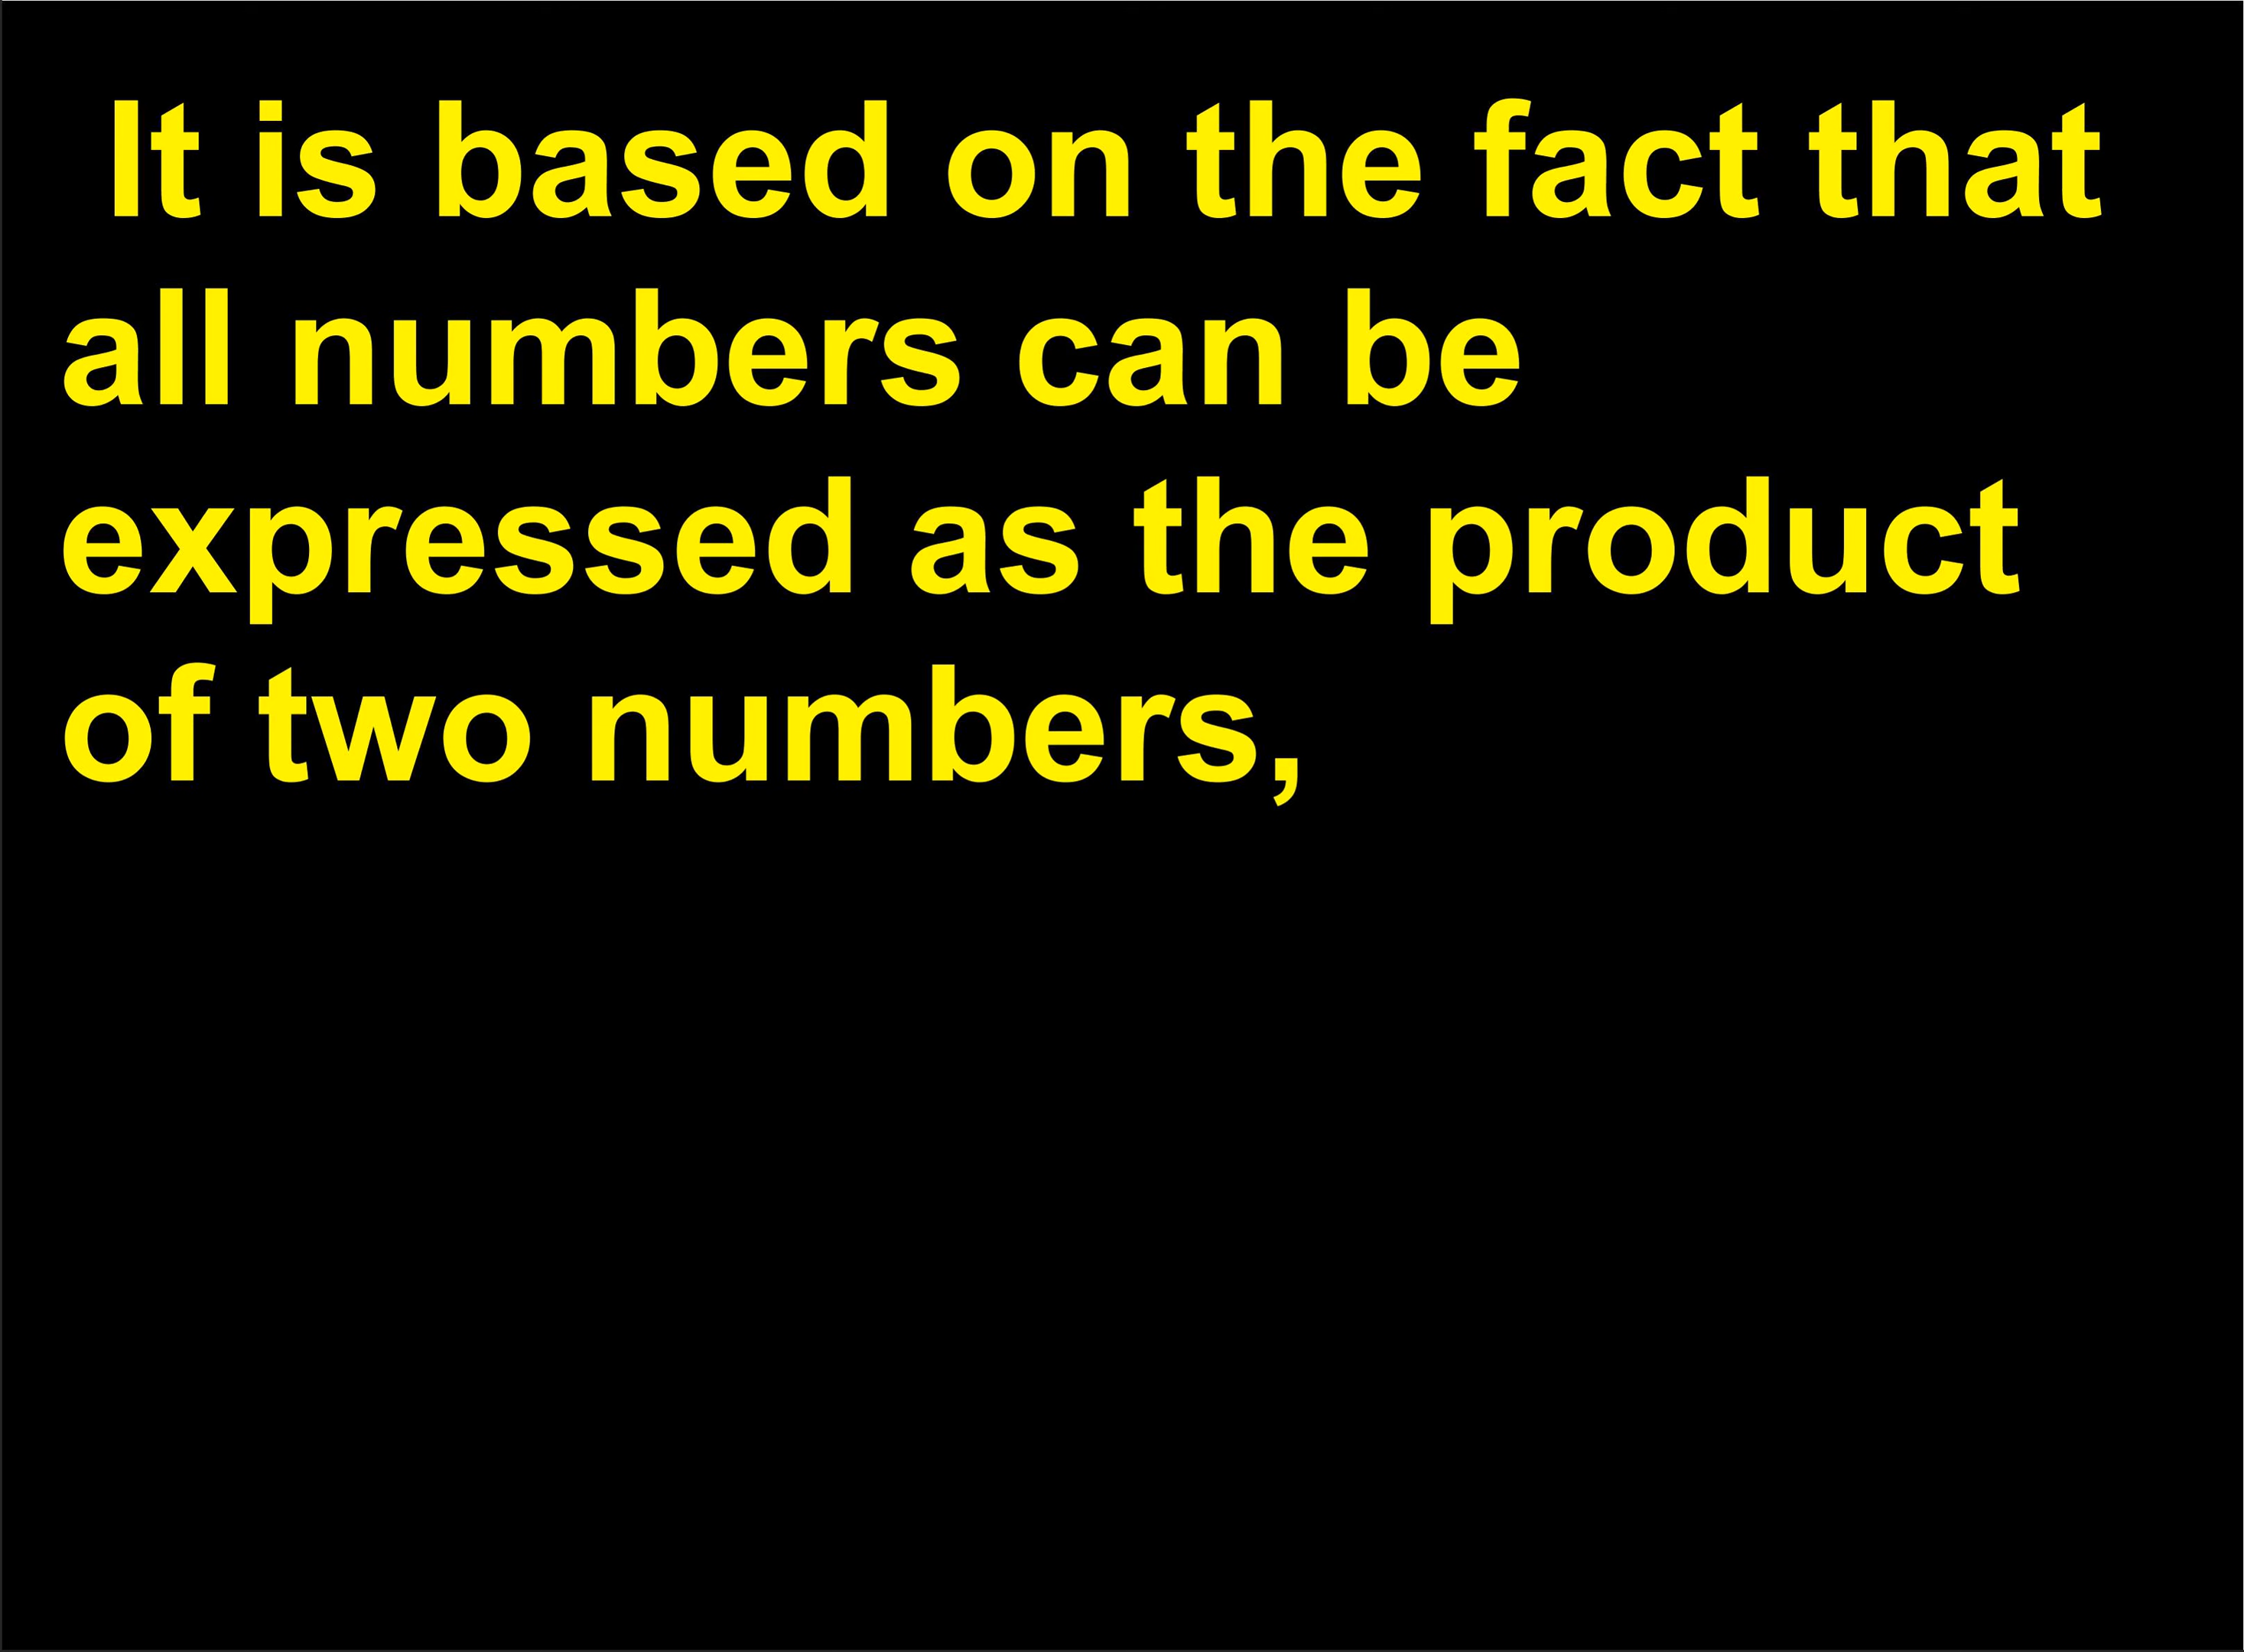 It is based on the fact that
all numbers can be
expressed as the product
of two numbers,